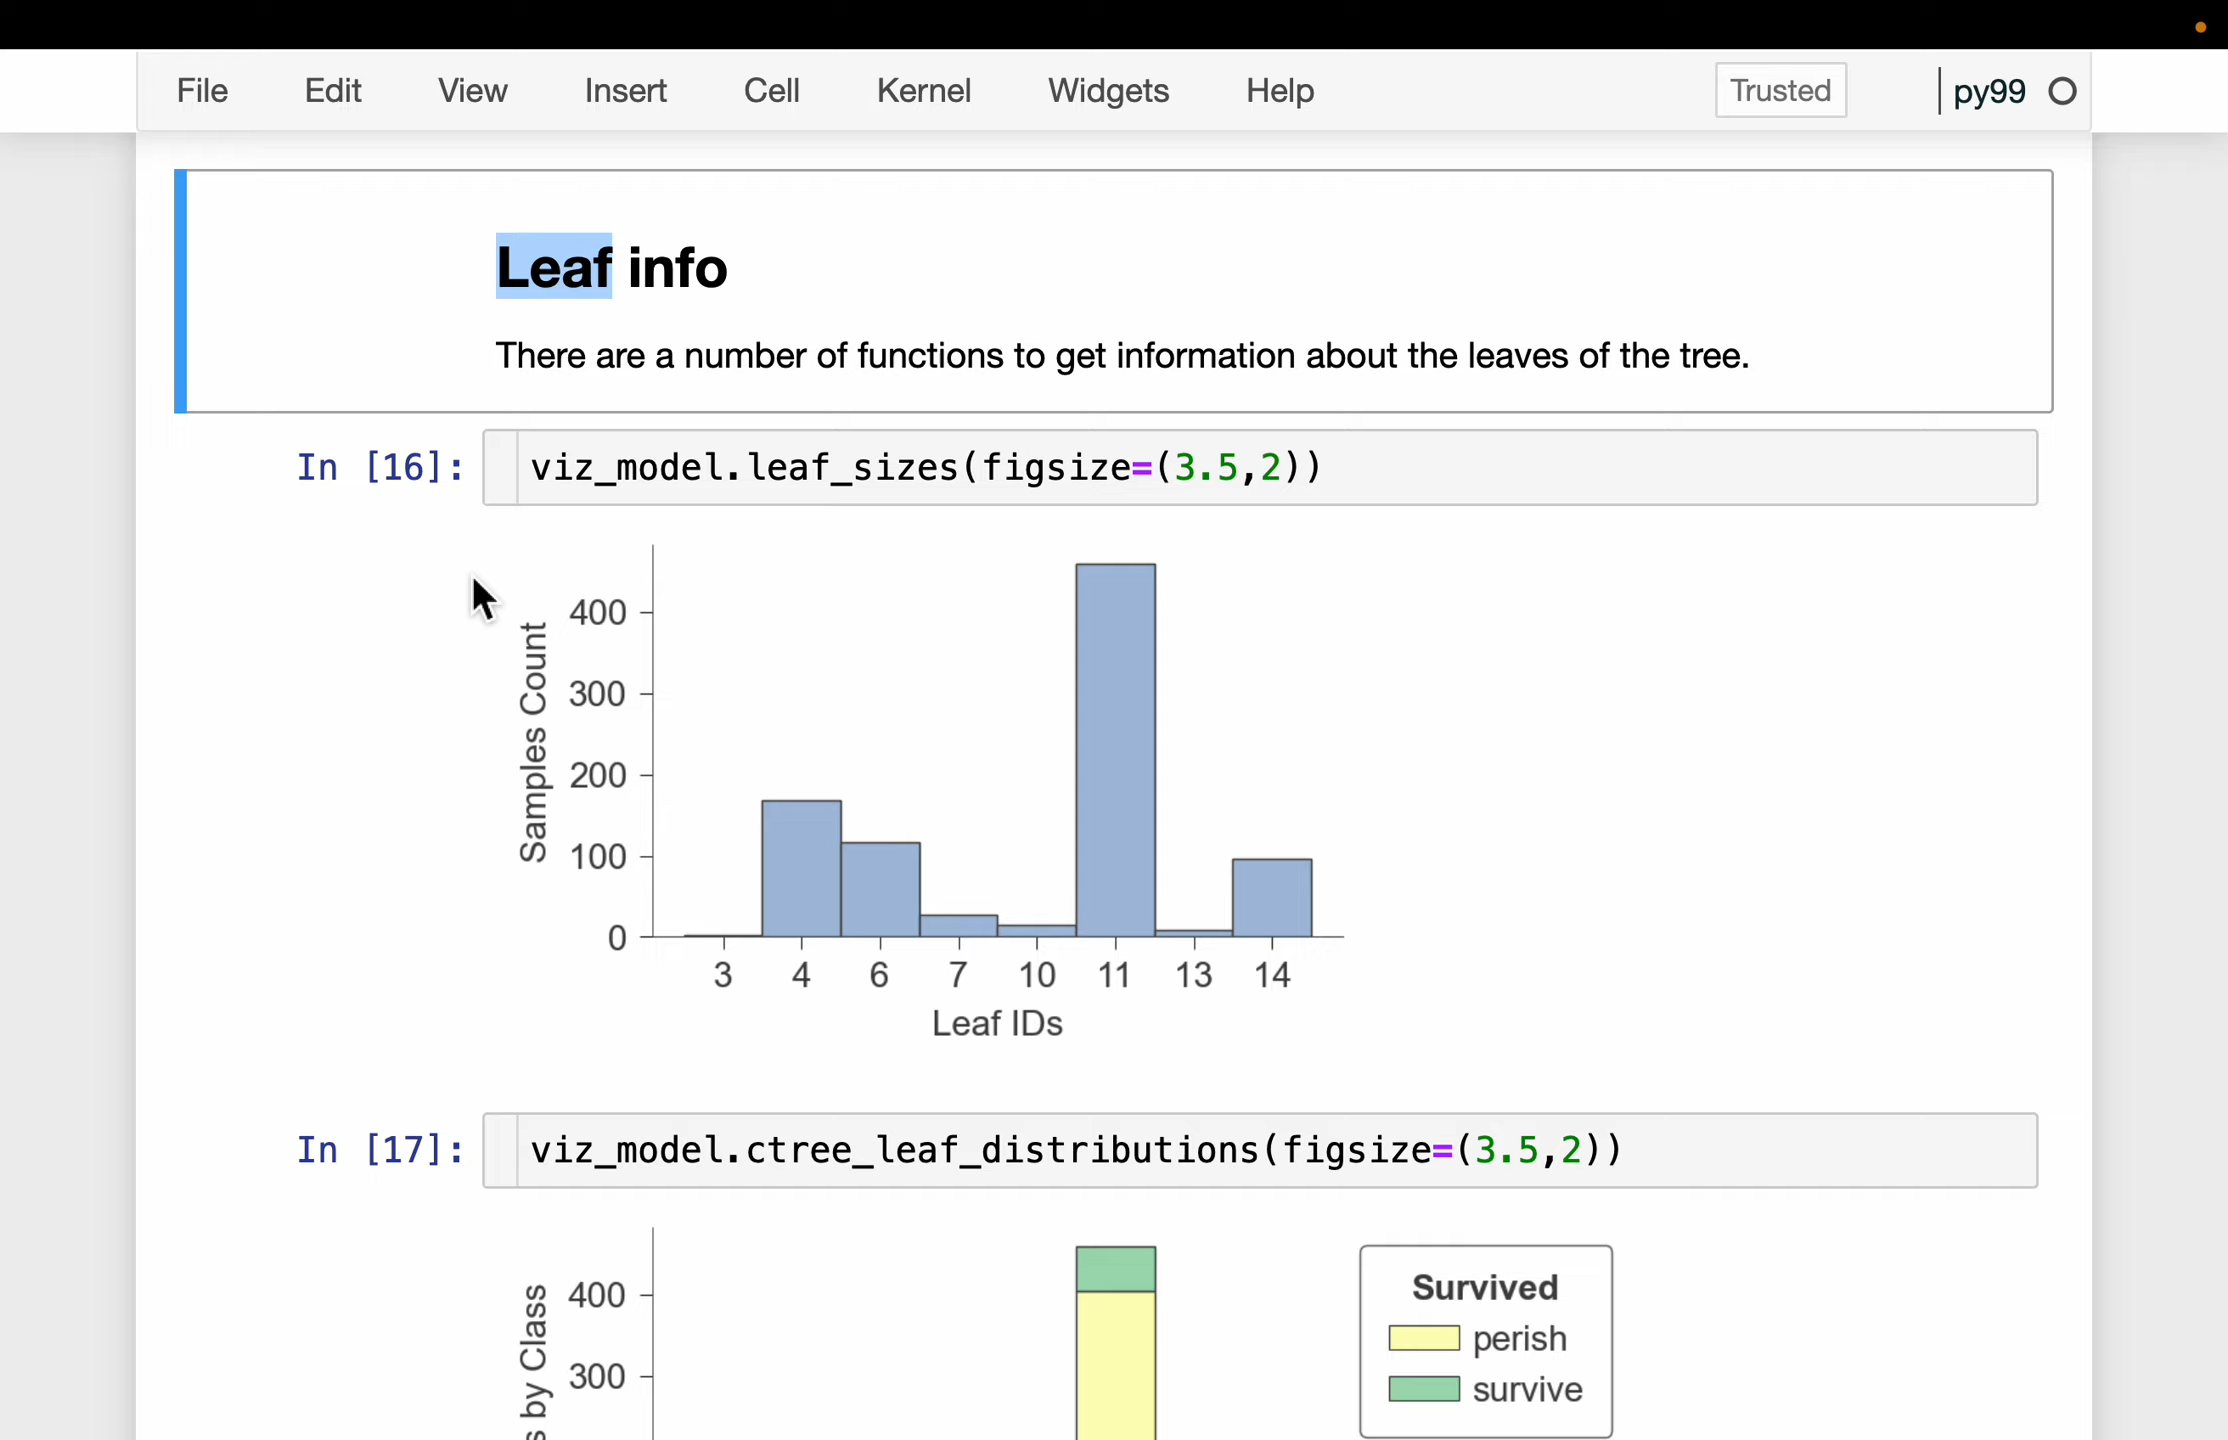 File Edit View Insert Cell Kernel Widgets Help Trusted py99
Leaf info
There are a number of functions to get information about the leaves of the tree.
In [16]: viz_model.leaf_sizes(figsize=(3.5,2))
Samples Count
400
300
200
100
0
3 4 6 7 10 11 13 14
Leaf IDs
In [17]: viz_model.ctree_leaf_distributions(figsize=(3.5,2))
by Class
400
300
Survived
perish
survive